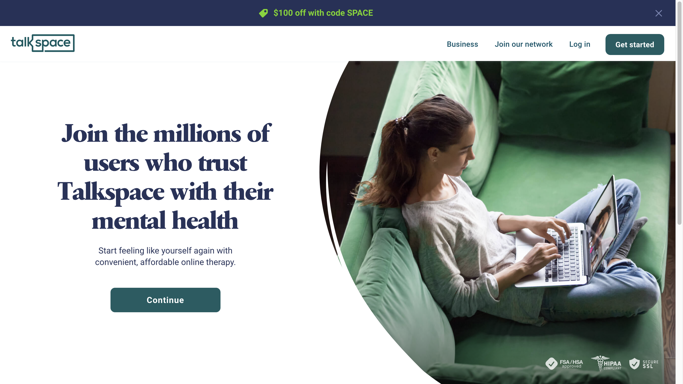 $100 off with code SPACE
talkspace
Business
Join our network
Log in
Get started
Join the millions of
users who trust
Talkspace with their
mental health
Start feeling like yourself again with
convenient, affordable online therapy.
Continue
FSA/HSA
HIPAA
SECURE
SSL